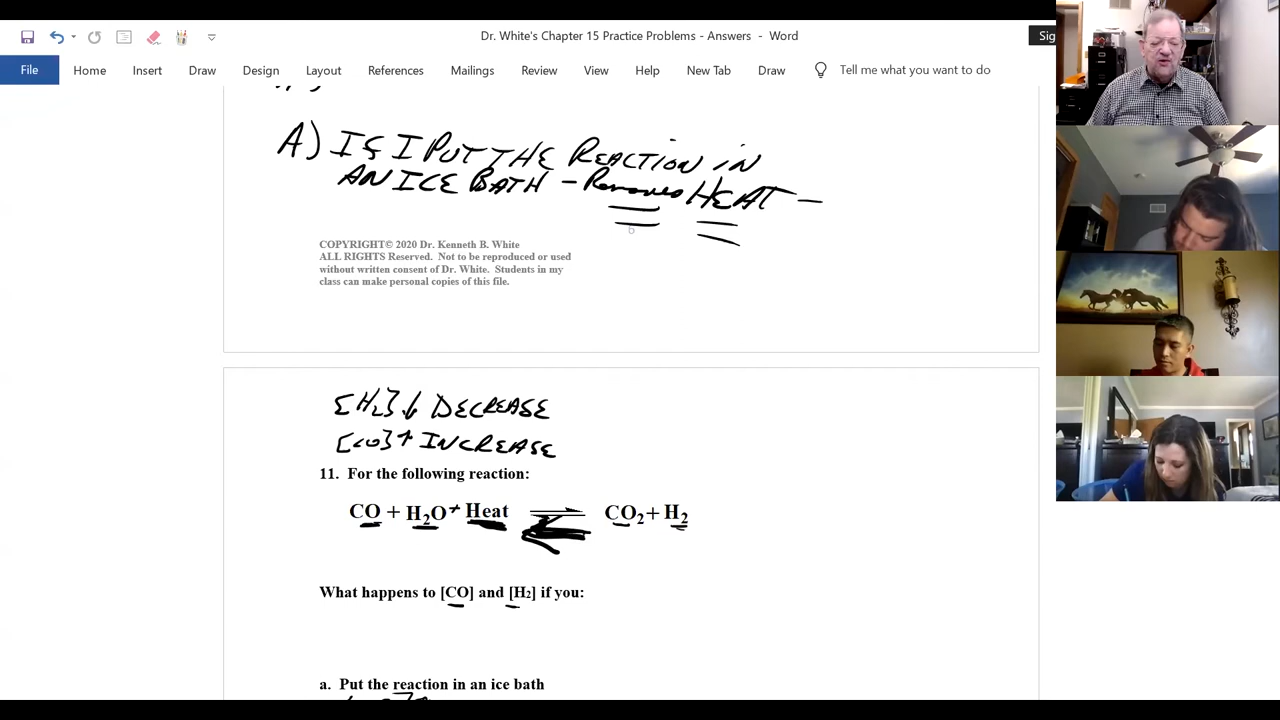 Dr. White's Chapter 15 Practice Problems - Answers - Word
Sig
File Home Insert Draw Design Layout References Mailings Review View Help New Tab Draw Tell me what you want to do
A) IF I PUT THE REACTION IN
AN ICE BATH - Removes HEAT -
COPYRIGHT© 2020 Dr. Kenneth B. White
ALL RIGHTS Reserved. Not to be reproduced or used
without written consent of Dr. White. Students in my
class can make personal copies of this file.
[H2] ↓ DECREASE
[CO] ↑ INCREASE
11. For the following reaction:
CO + H₂O + Heat ⇌ CO₂ + H₂
What happens to [CO] and [H₂] if you:
a. Put the reaction in an ice bath